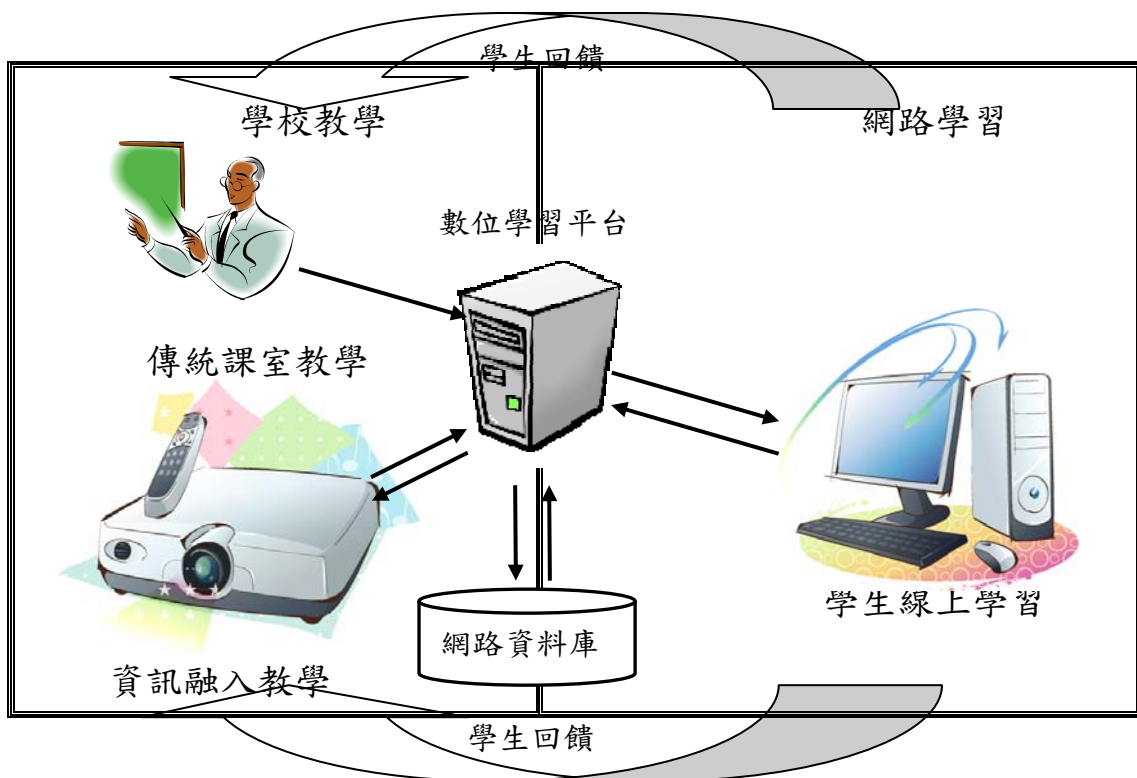 學生回饋
學校教學
網路學習
數位學習平台
傳統課室教學
學生線上學習
網路資料庫
資訊融入教學
學生回饋